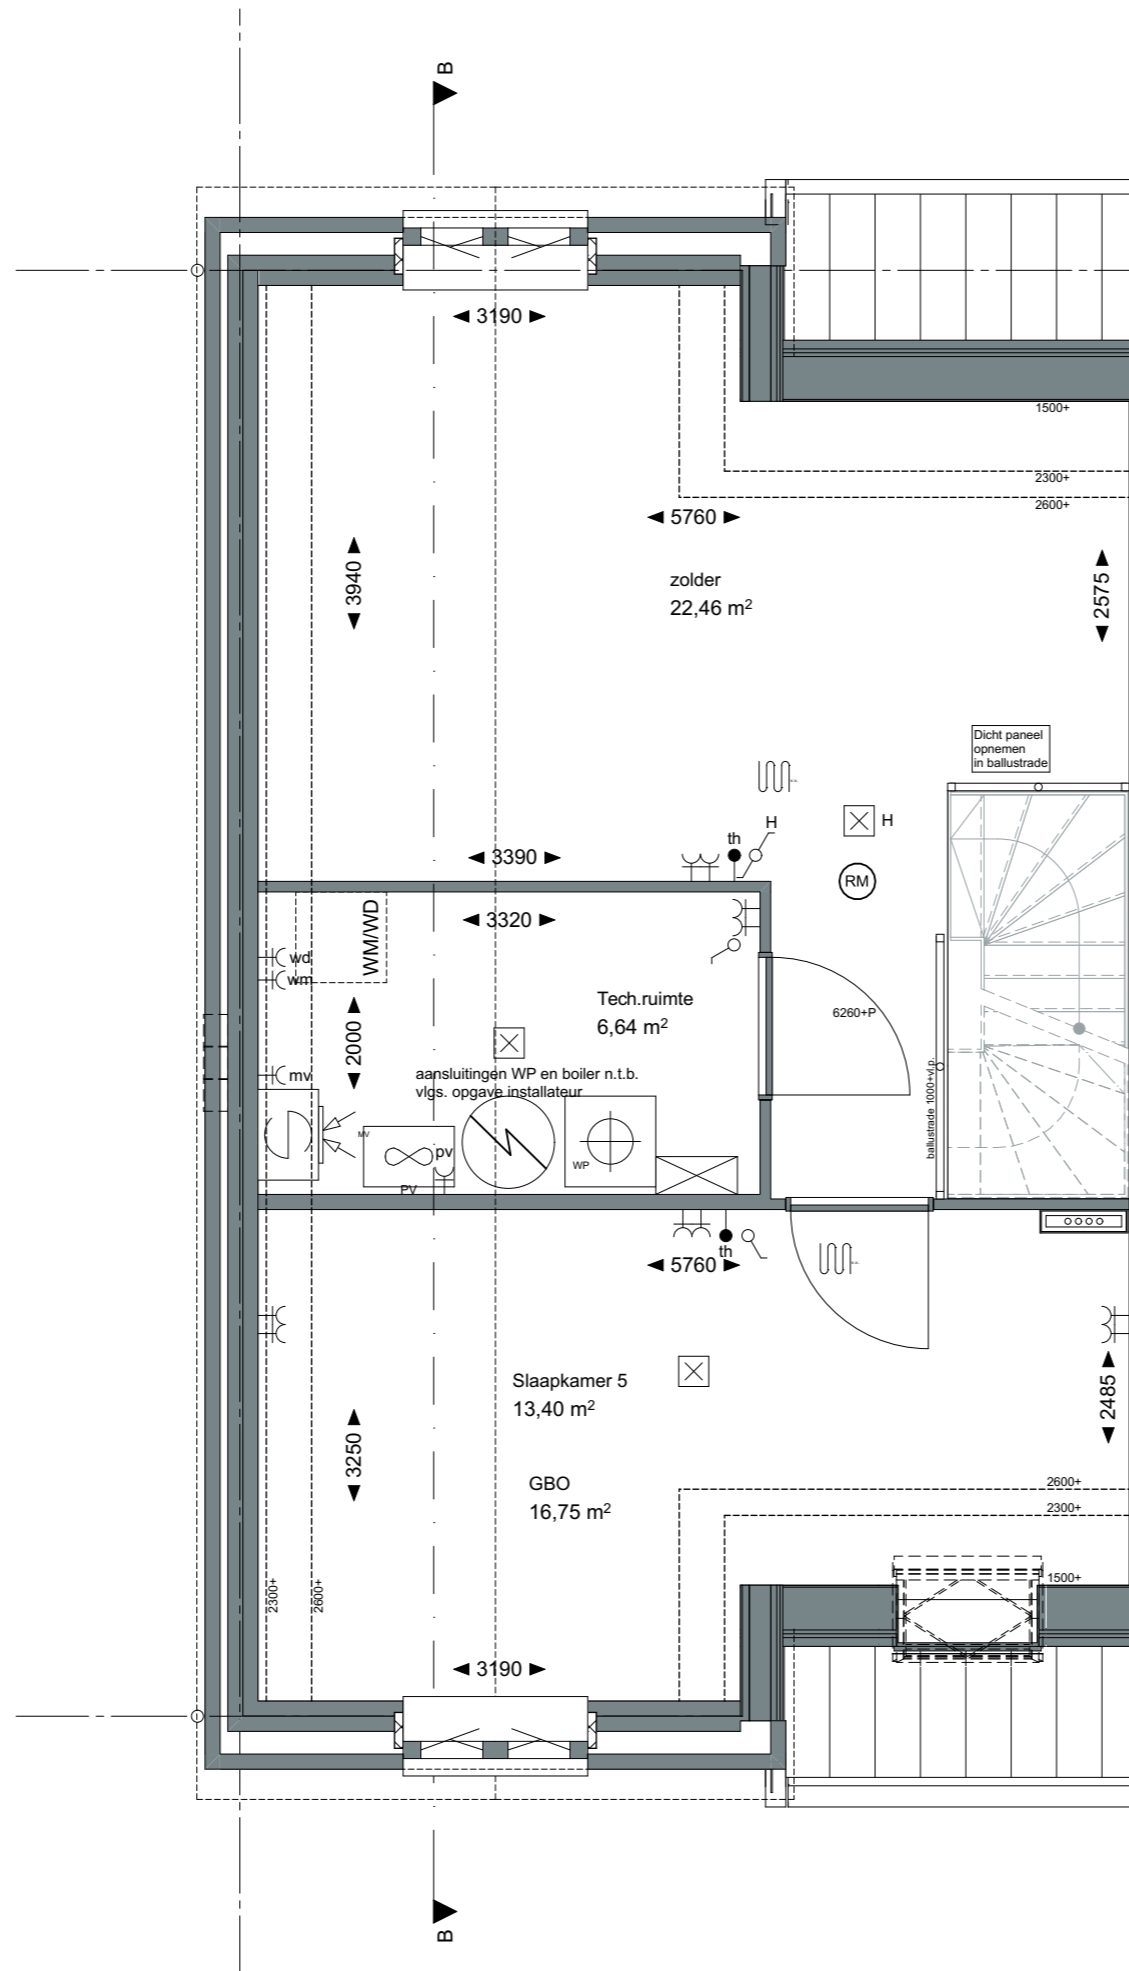 B
3190
1500+
2300+
2600+
5760
zolder
22,46 m²
3940
2575
Dicht paneel
opnemen
in ballustrade
H
th
H
RM
3390
3320
WM/WD
wd
wm
Tech.ruimte
6,64 m²
6260+P
2000
mv
aansluitingen WP en boiler n.t.b.
vlgs. opgave installateur
ballustrade 1000+vl.p.
MV
pv
PV
WP
th
5760
Slaapkamer 5
13,40 m²
2485
3250
GBO
16,75 m²
2600+
2300+
1500+
2300+
2600+
3190
B